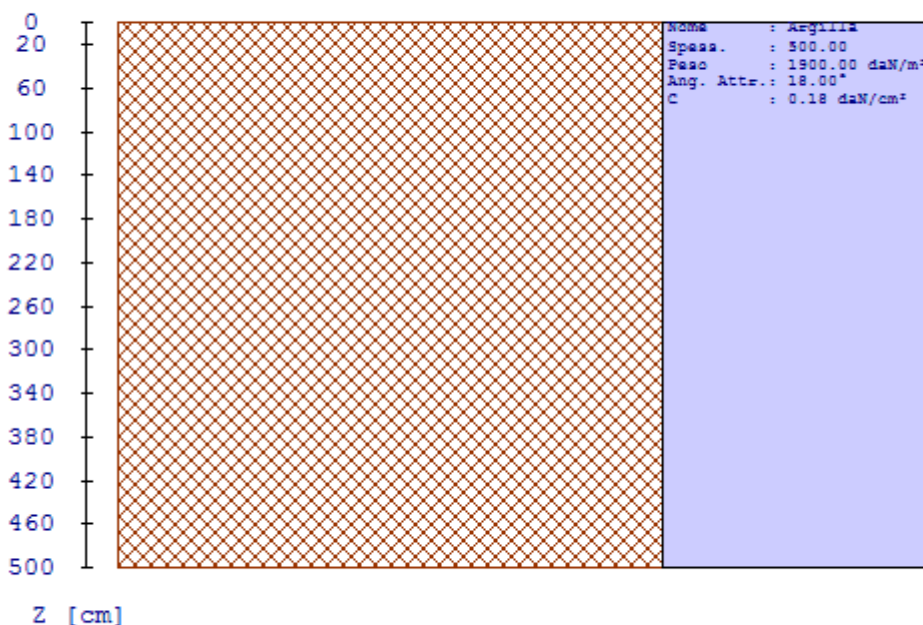 0
20
60
100
140
180
220
260
300
340
380
420
460
500
Z [cm]
Nome : Argilla
Spess. : 500.00
Peso : 1900.00 daN/m³
Ang. Attr.: 18.00°
C : 0.18 daN/cm²